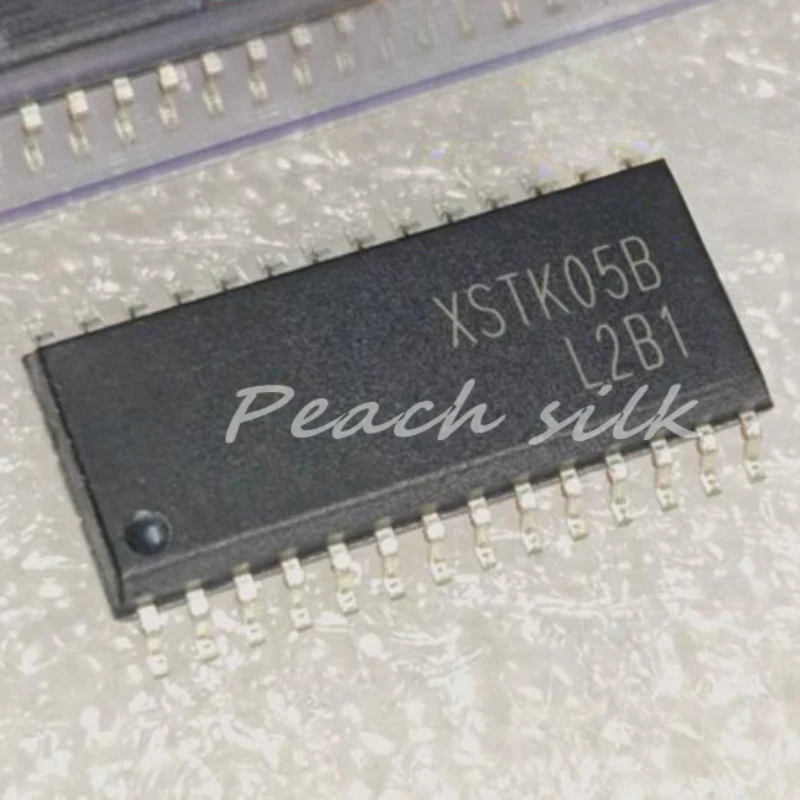 XSTK05B
L2B1
Peach silk